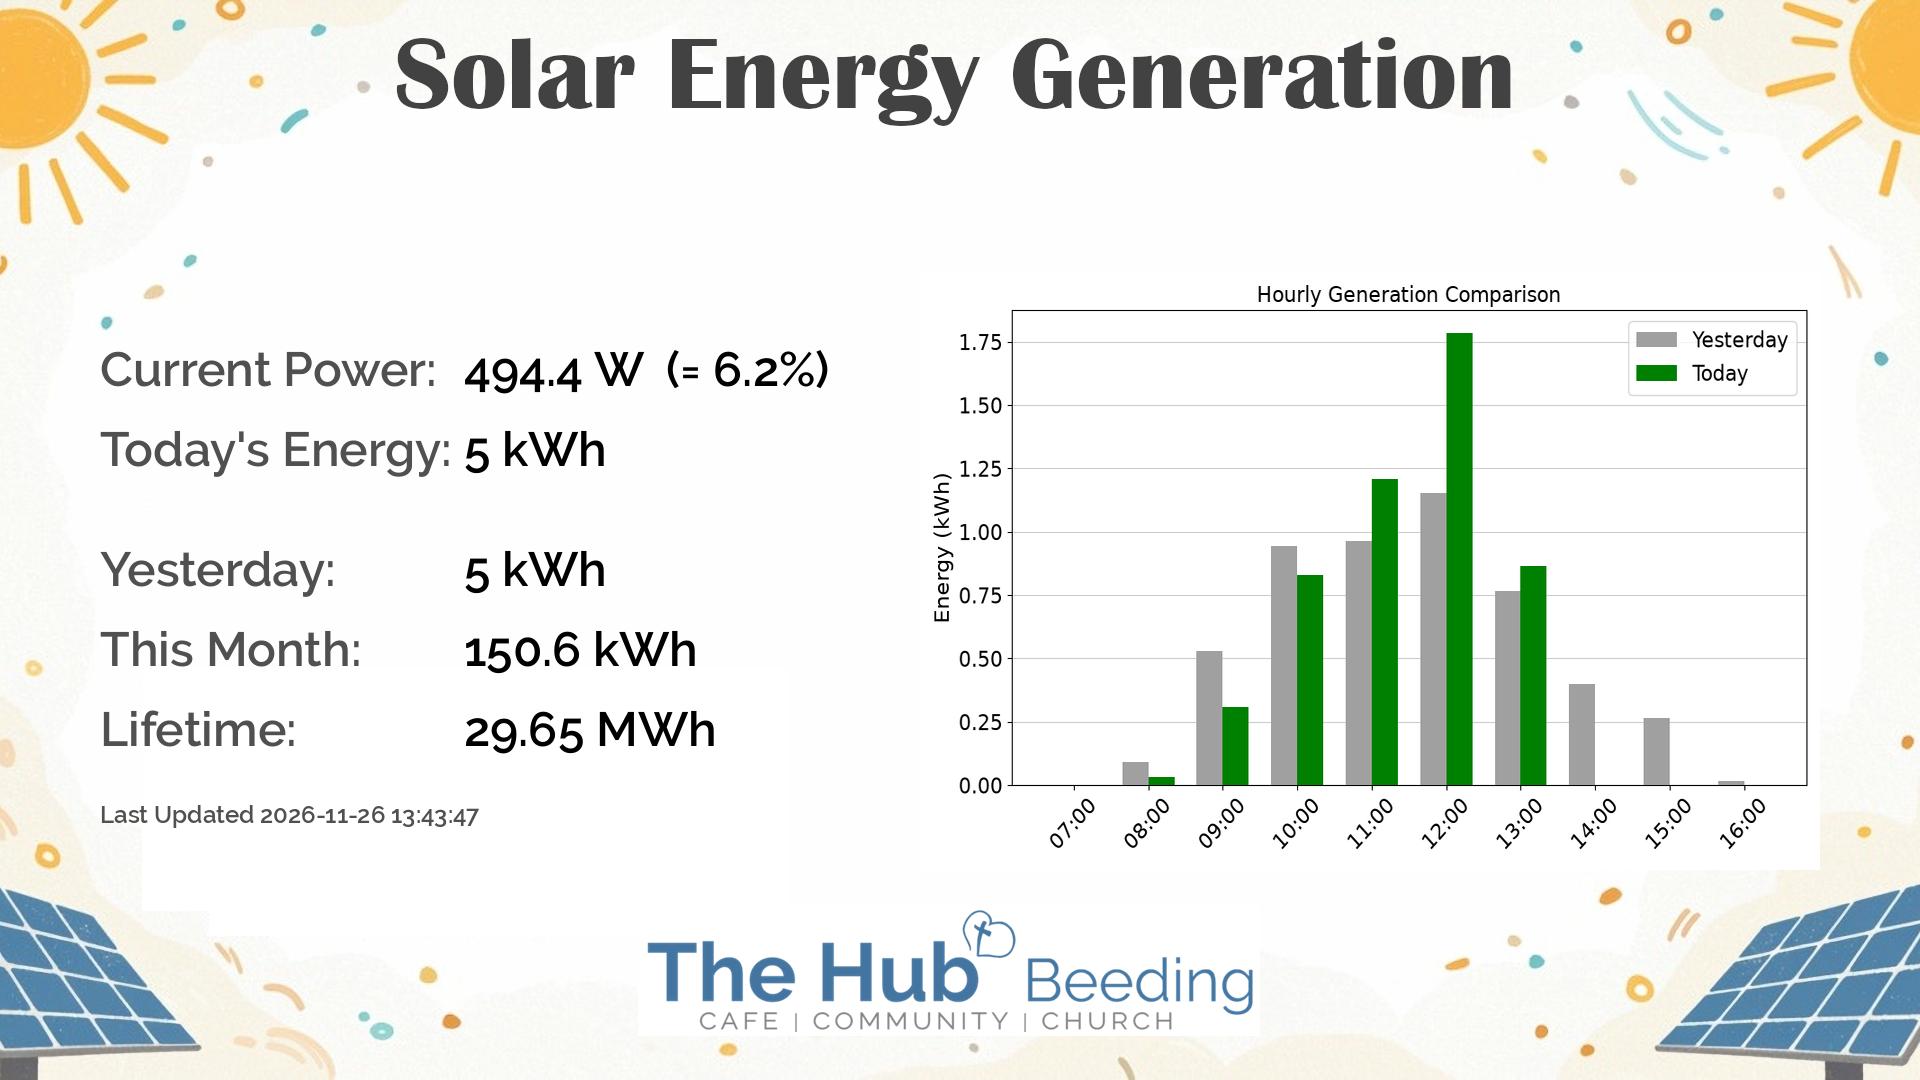 Solar Energy Generation
Current Power: 494.4 W (= 6.2%)
Today's Energy: 5 kWh
Yesterday: 5 kWh
This Month: 150.6 kWh
Lifetime: 29.65 MWh
Last Updated 2026-11-26 13:43:47
Hourly Generation Comparison
Yesterday
Today
Energy (kWh)
1.75
1.50
1.25
1.00
0.75
0.50
0.25
0.00
07:00 08:00 09:00 10:00 11:00 12:00 13:00 14:00 15:00 16:00
The Hub Beeding
CAFE | COMMUNITY | CHURCH